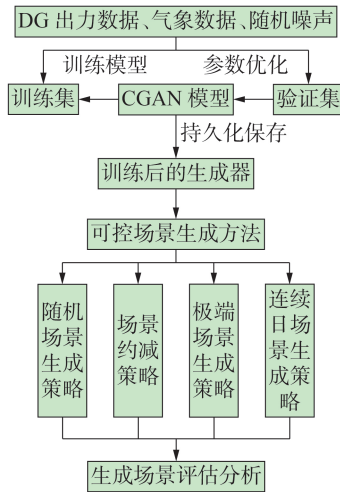 DG 出力数据、气象数据、随机噪声
训练模型
参数优化
训练集
CGAN 模型
验证集
持久化保存
训练后的生成器
可控场景生成方法
随机
场景
生成
策略
场景
约减
策略
极端
场景
生成
策略
连续
日场
景生
成策
略
生成场景评估分析